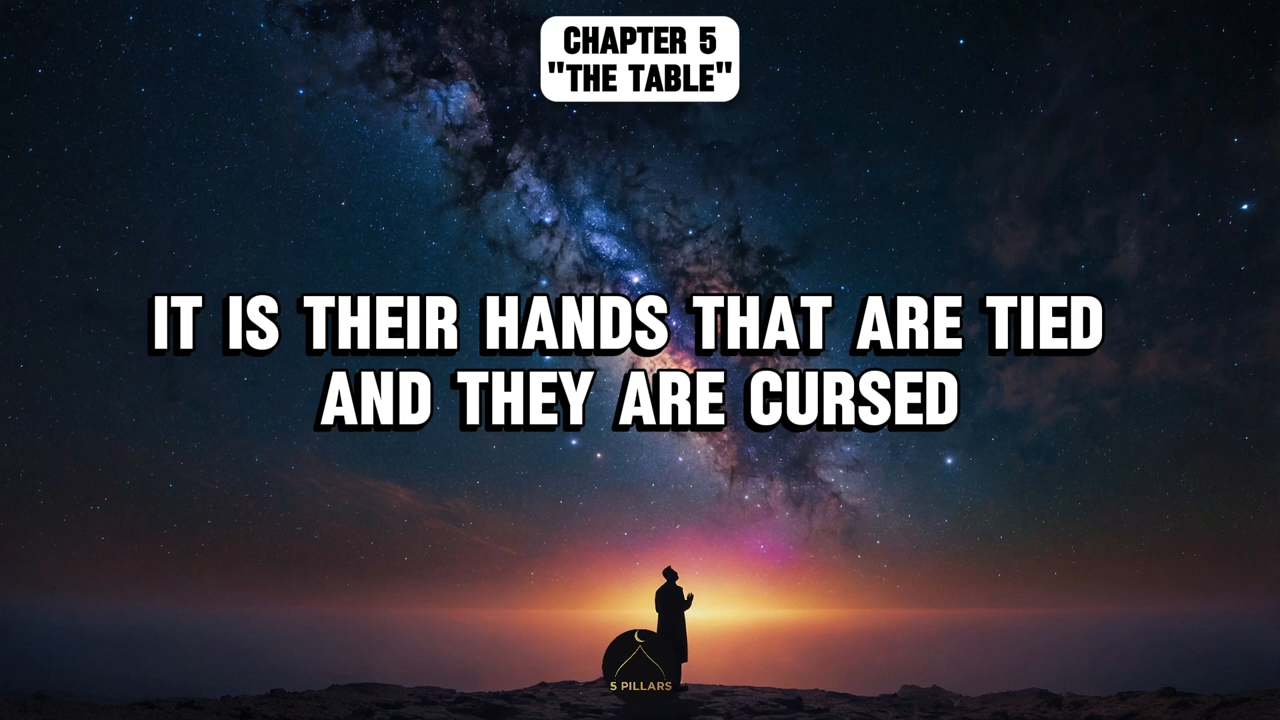 CHAPTER 5
"THE TABLE"
IT IS THEIR HANDS THAT ARE TIED
AND THEY ARE CURSED
5 PILLARS